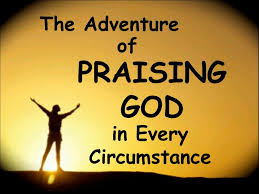 The Adventure
of
PRAISING
GOD
in Every
Circumstance